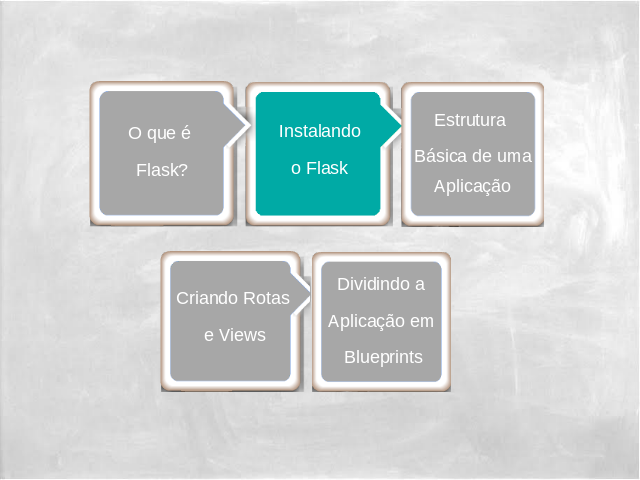 O que é
Flask?
Instalando
o Flask
Estrutura
Básica de uma
Aplicação
Criando Rotas
e Views
Dividindo a
Aplicação em
Blueprints